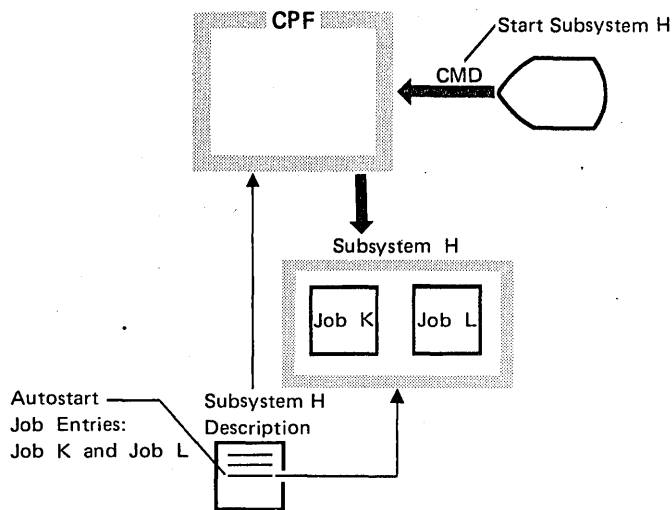 CPF
Start Subsystem H
CMD
Subsystem H
Job K
Job L
Autostart
Job Entries:
Job K and Job L
Subsystem H
Description